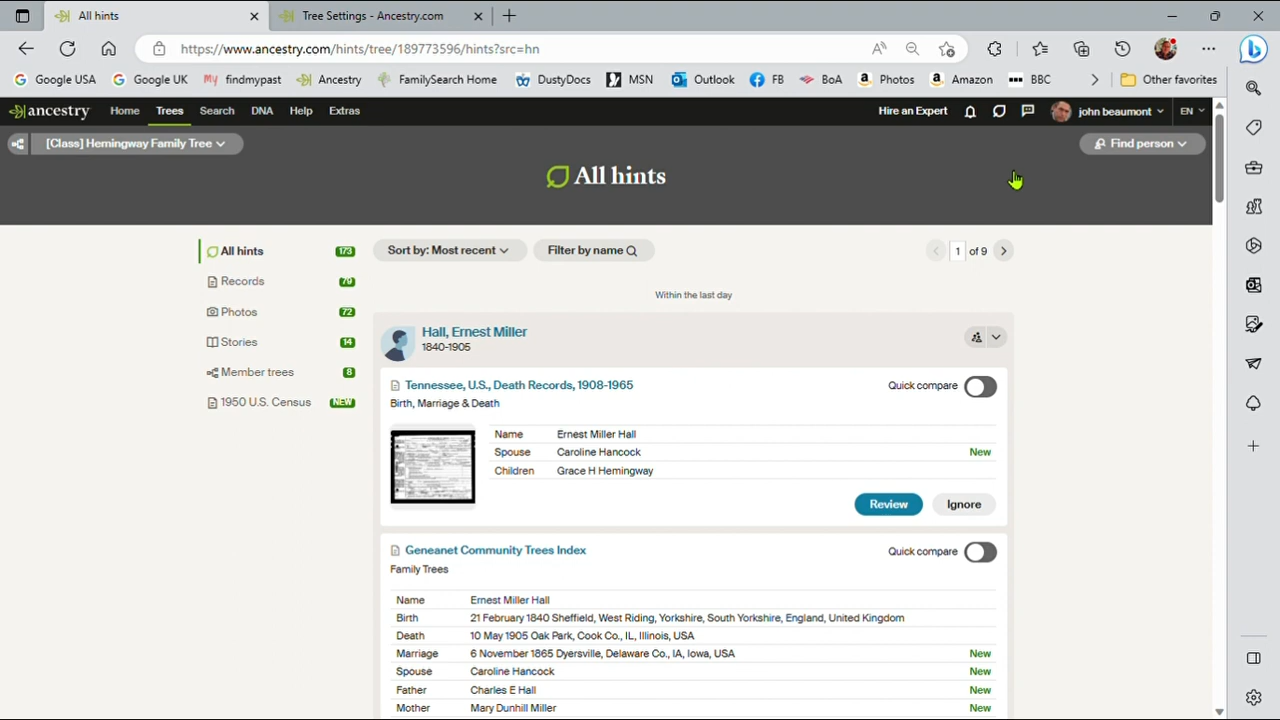 All hints
Tree Settings - Ancestry.com
https://www.ancestry.com/hints/tree/189773596/hints?src=hn
Google USA Google UK findmypast Ancestry FamilySearch Home DustyDocs MSN Outlook FB BoA Photos Amazon BBC Other favorites
ancestry Home Trees Search DNA Help Extras Hire an Expert john beaumont EN
[Class] Hemingway Family Tree Find person
All hints
All hints 173
Records 79
Photos 72
Stories 14
Member trees 8
1950 U.S. Census NEW
Sort by: Most recent Filter by name 1 of 9
Within the last day
Hall, Ernest Miller
1840-1905
Tennessee, U.S., Death Records, 1908-1965 Quick compare
Birth, Marriage & Death
Name Ernest Miller Hall
Spouse Caroline Hancock New
Children Grace H Hemingway
Review Ignore
Geneanet Community Trees Index Quick compare
Family Trees
Name Ernest Miller Hall
Birth 21 February 1840 Sheffield, West Riding, Yorkshire, South Yorkshire, England, United Kingdom
Death 10 May 1905 Oak Park, Cook Co., IL, Illinois, USA
Marriage 6 November 1865 Dyersville, Delaware Co., IA, Iowa, USA New
Spouse Caroline Hancock New
Father Charles E Hall New
Mother Mary Dunhill Miller New